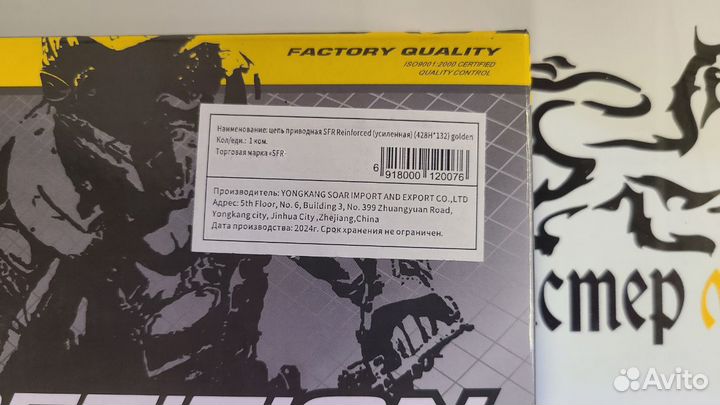 FACTORY QUALITY
ISO9001:2000 CERTIFIED
QUALITY CONTROL
Наименование: цепь приводная SFR Reinforced (усиленная) (428H*132) golden
Кол/еди.: 1 ком.
Торговая марка «SFR»
6 918000 120076
Производитель: YONGKANG SOAR IMPORT AND EXPORT CO.,LTD
Адрес: 5th Floor, No. 6, Building 3, No. 399 Zhuangyuan Road,
Yongkang city, Jinhua City ,Zhejiang,China
Дата производства: 2024г. Срок хранения не ограничен.
стер
Avito